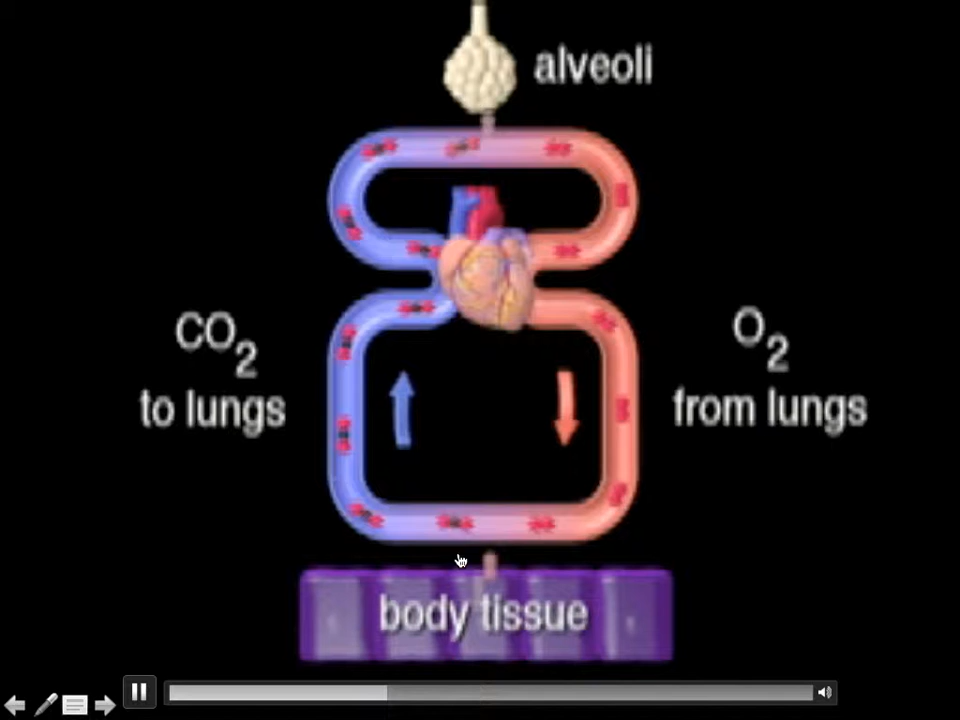 alveoli
CO2
to lungs
O2
from lungs
body tissue